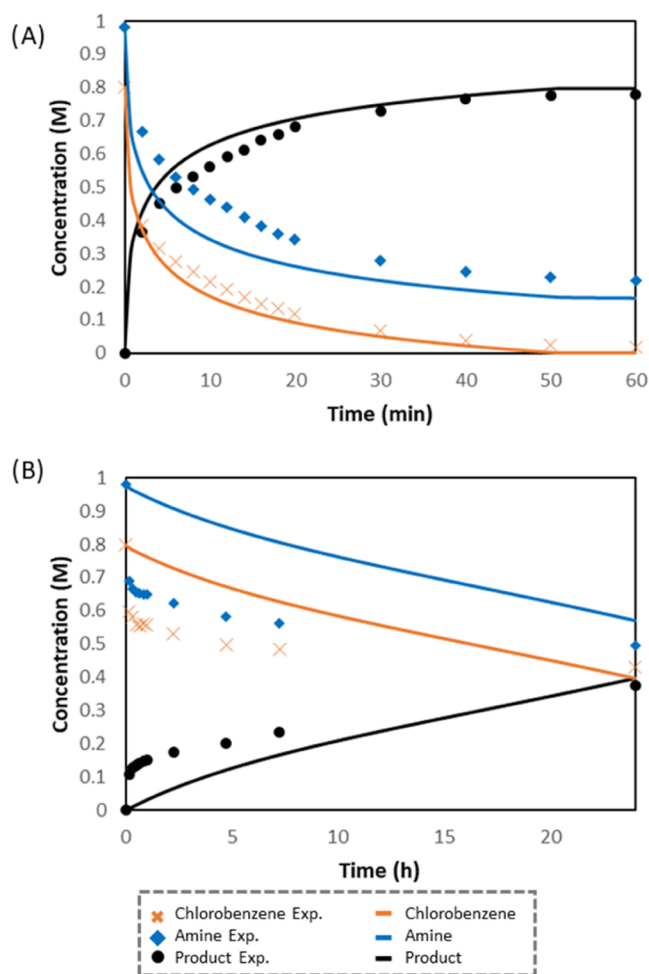 (A)
Concentration (M)
1
0.9
0.8
0.7
0.6
0.5
0.4
0.3
0.2
0.1
0
0 10 20 30 40 50 60
Time (min)
(B)
Concentration (M)
1
0.9
0.8
0.7
0.6
0.5
0.4
0.3
0.2
0.1
0
0 5 10 15 20
Time (h)
Chlorobenzene Exp. Chlorobenzene
Amine Exp. Amine
Product Exp. Product